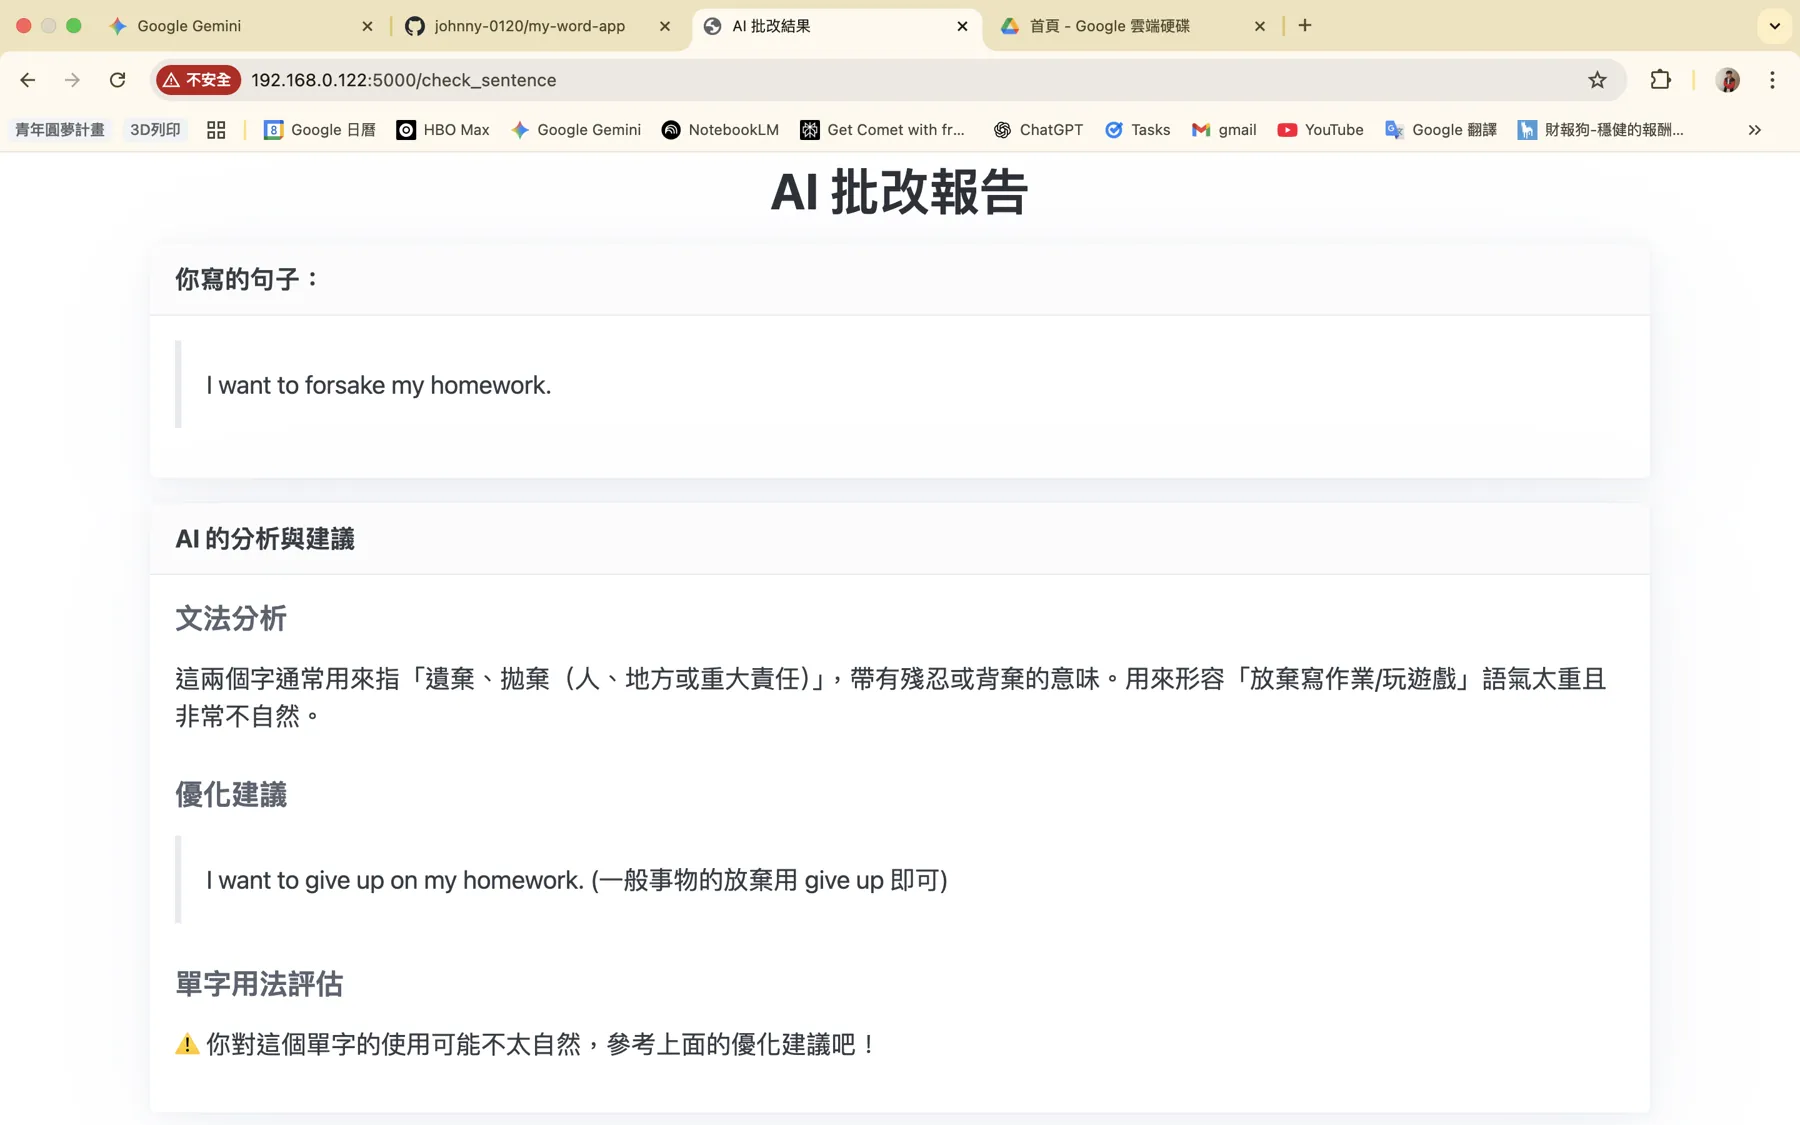 Google Gemini
johnny-0120/my-word-app
AI 批改結果
首頁 - Google 雲端硬碟
不安全
192.168.0.122:5000/check_sentence
青年圓夢計畫
3D列印
Google 日曆
HBO Max
Google Gemini
NotebookLM
Get Comet with fr...
ChatGPT
Tasks
gmail
YouTube
Google 翻譯
財報狗-穩健的報酬...
AI 批改報告
你寫的句子：
I want to forsake my homework.
AI 的分析與建議
文法分析
這兩個字通常用來指「遺棄、拋棄（人、地方或重大責任）」，帶有殘忍或背棄的意味。用來形容「放棄寫作業/玩遊戲」語氣太重且
非常不自然。
優化建議
I want to give up on my homework. (一般事物的放棄用 give up 即可)
單字用法評估
⚠️ 你對這個單字的使用可能不太自然，參考上面的優化建議吧！